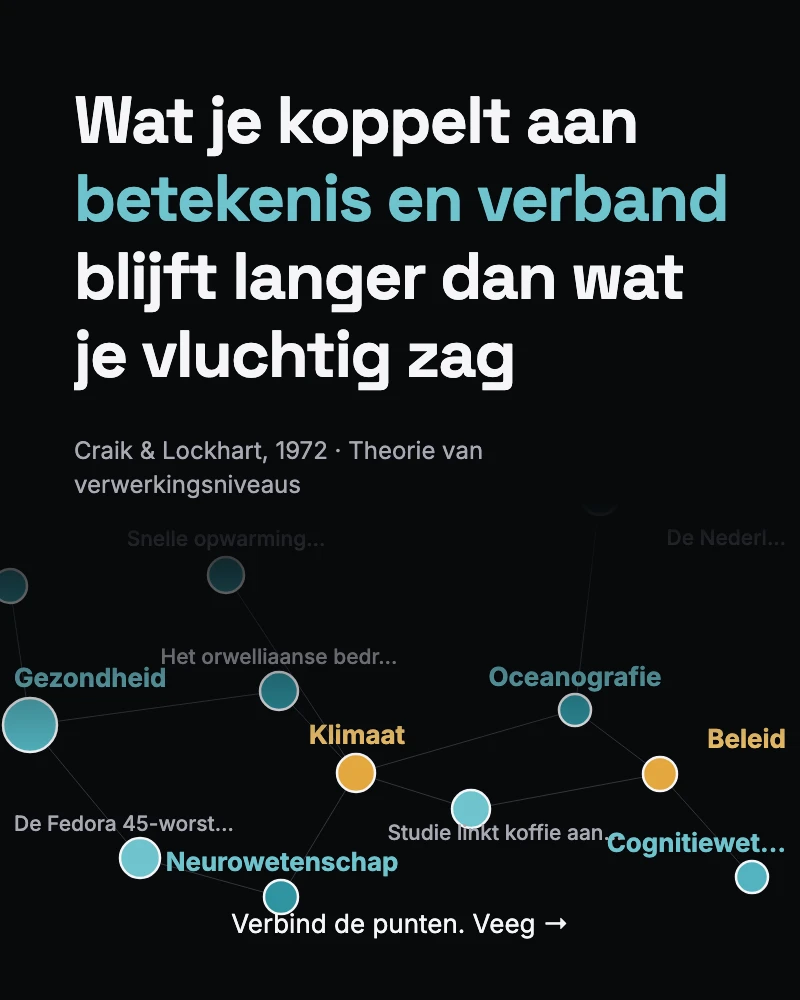 Wat je koppelt aan
betekenis en verband
blijft langer dan wat
je vluchtig zag
Craik & Lockhart, 1972 · Theorie van
verwerkingsniveaus
Snelle opwarming...
De Nederl...
Het orwelliaanse bedr...
Gezondheid
Oceanografie
Klimaat
Beleid
De Fedora 45-worst...
Studie linkt koffie aan...
Cognitiewet...
Neurowetenschap
Verbind de punten. Veeg →